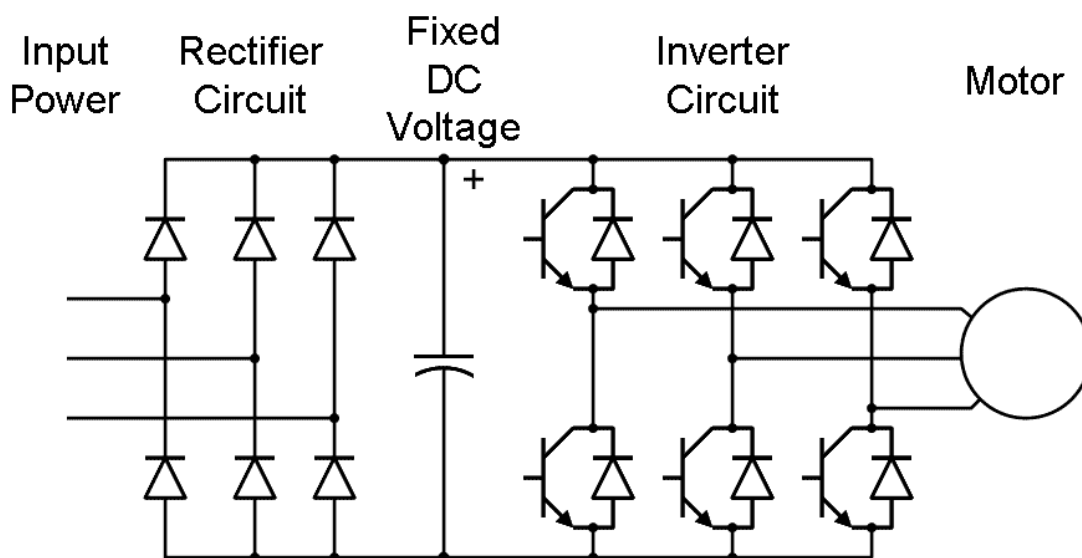 Input
Power
Rectifier
Circuit
Fixed
DC
Voltage
+
Inverter
Circuit
Motor